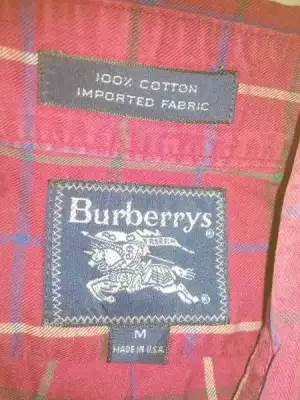 100% COTTON
IMPORTED FABRIC
Burberrys
®
®
M
MADE IN U.S.A.